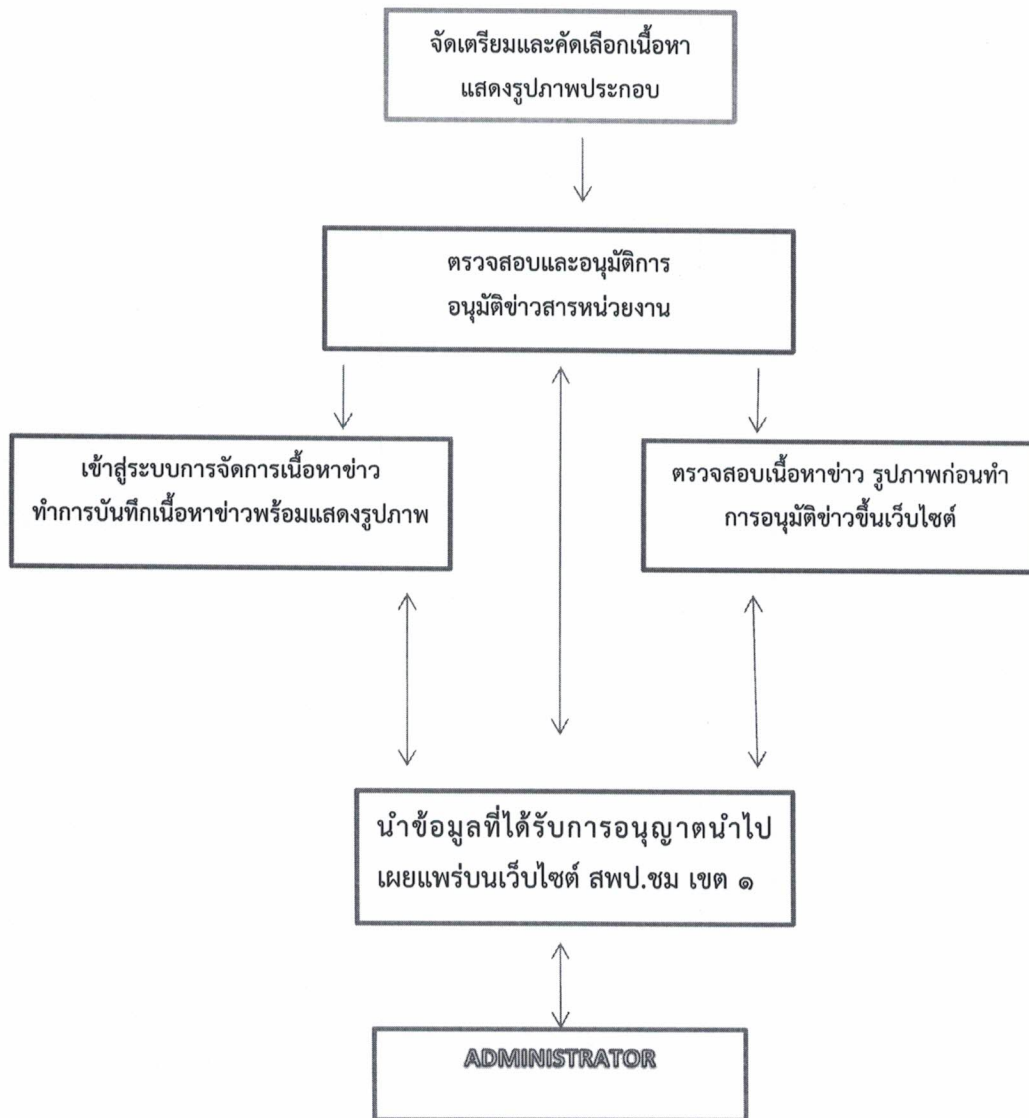 จัดเตรียมและคัดเลือกเนื้อหา
แสดงรูปภาพประกอบ
ตรวจสอบและอนุมัติการ
อนุมัติข่าวสารหน่วยงาน
เข้าสู่ระบบการจัดการเนื้อหาข่าว
ทำการบันทึกเนื้อหาข่าวพร้อมแสดงรูปภาพ
ตรวจสอบเนื้อหาข่าว รูปภาพก่อนทำ
การอนุมัติข่าวขึ้นเว็บไซต์
นำข้อมูลที่ได้รับการอนุญาตนำไป
เผยแพร่บนเว็บไซต์ สพป.ชม เขต ๑
ADMINISTRATOR